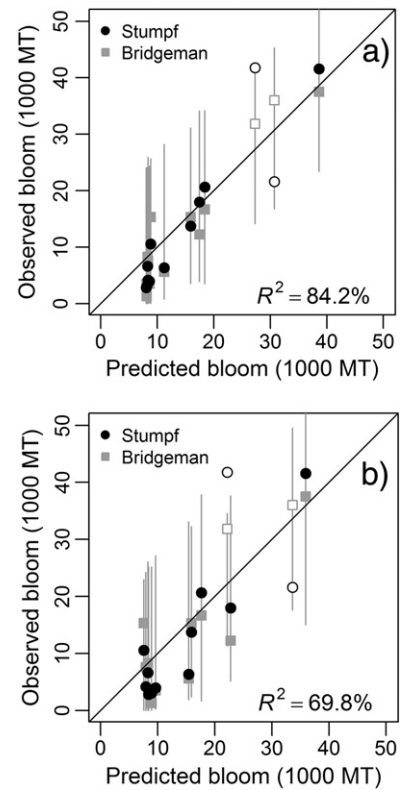 Stumpf
Bridgeman
a)
50
40
30
20
10
0
Observed bloom (1000 MT)
R² = 84.2%
0 10 20 30 40 50
Predicted bloom (1000 MT)
Stumpf
Bridgeman
b)
50
40
30
20
10
0
Observed bloom (1000 MT)
R² = 69.8%
0 10 20 30 40 50
Predicted bloom (1000 MT)